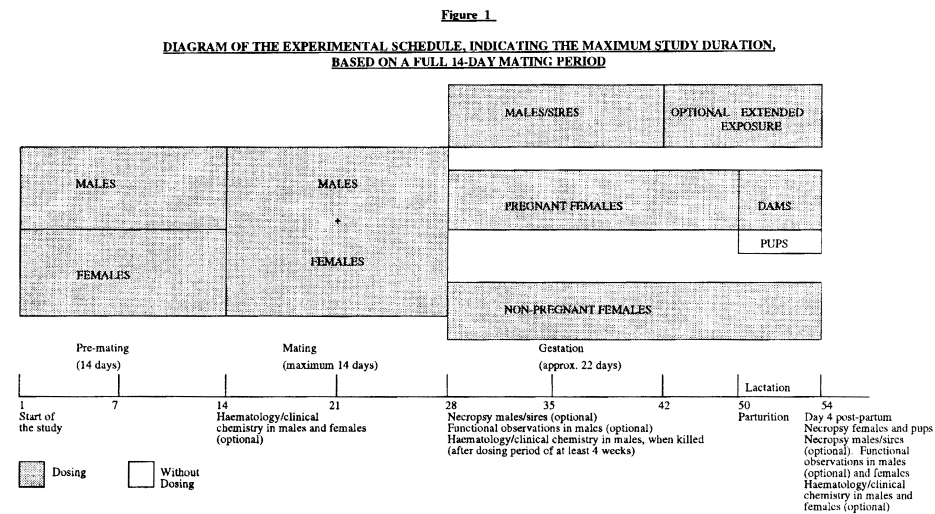 Figure 1
DIAGRAM OF THE EXPERIMENTAL SCHEDULE, INDICATING THE MAXIMUM STUDY DURATION,
BASED ON A FULL 14-DAY MATING PERIOD
MALES/SIRES
OPTIONAL EXTENDED
EXPOSURE
MALES
MALES
+
FEMALES
FEMALES
PREGNANT FEMALES
DAMS
PUPS
NON-PREGNANT FEMALES
Pre-mating
(14 days)
Mating
(maximum 14 days)
Gestation
(approx. 22 days)
Lactation
1
7
14
21
28
35
42
50
54
Start of
the study
Haematology/clinical
chemistry in males and females
(optional)
Necropsy males/sires (optional)
Functional observations in males (optional)
Haematology/clinical chemistry in males, when killed
(after dosing period of at least 4 weeks)
Parturition
Day 4 post-partum
Necropsy females and pups
Necropsy males/sires
(optional). Functional
observations in males
(optional) and females
Haematology/clinical
chemistry in males and
females (optional)
Dosing
Without
Dosing